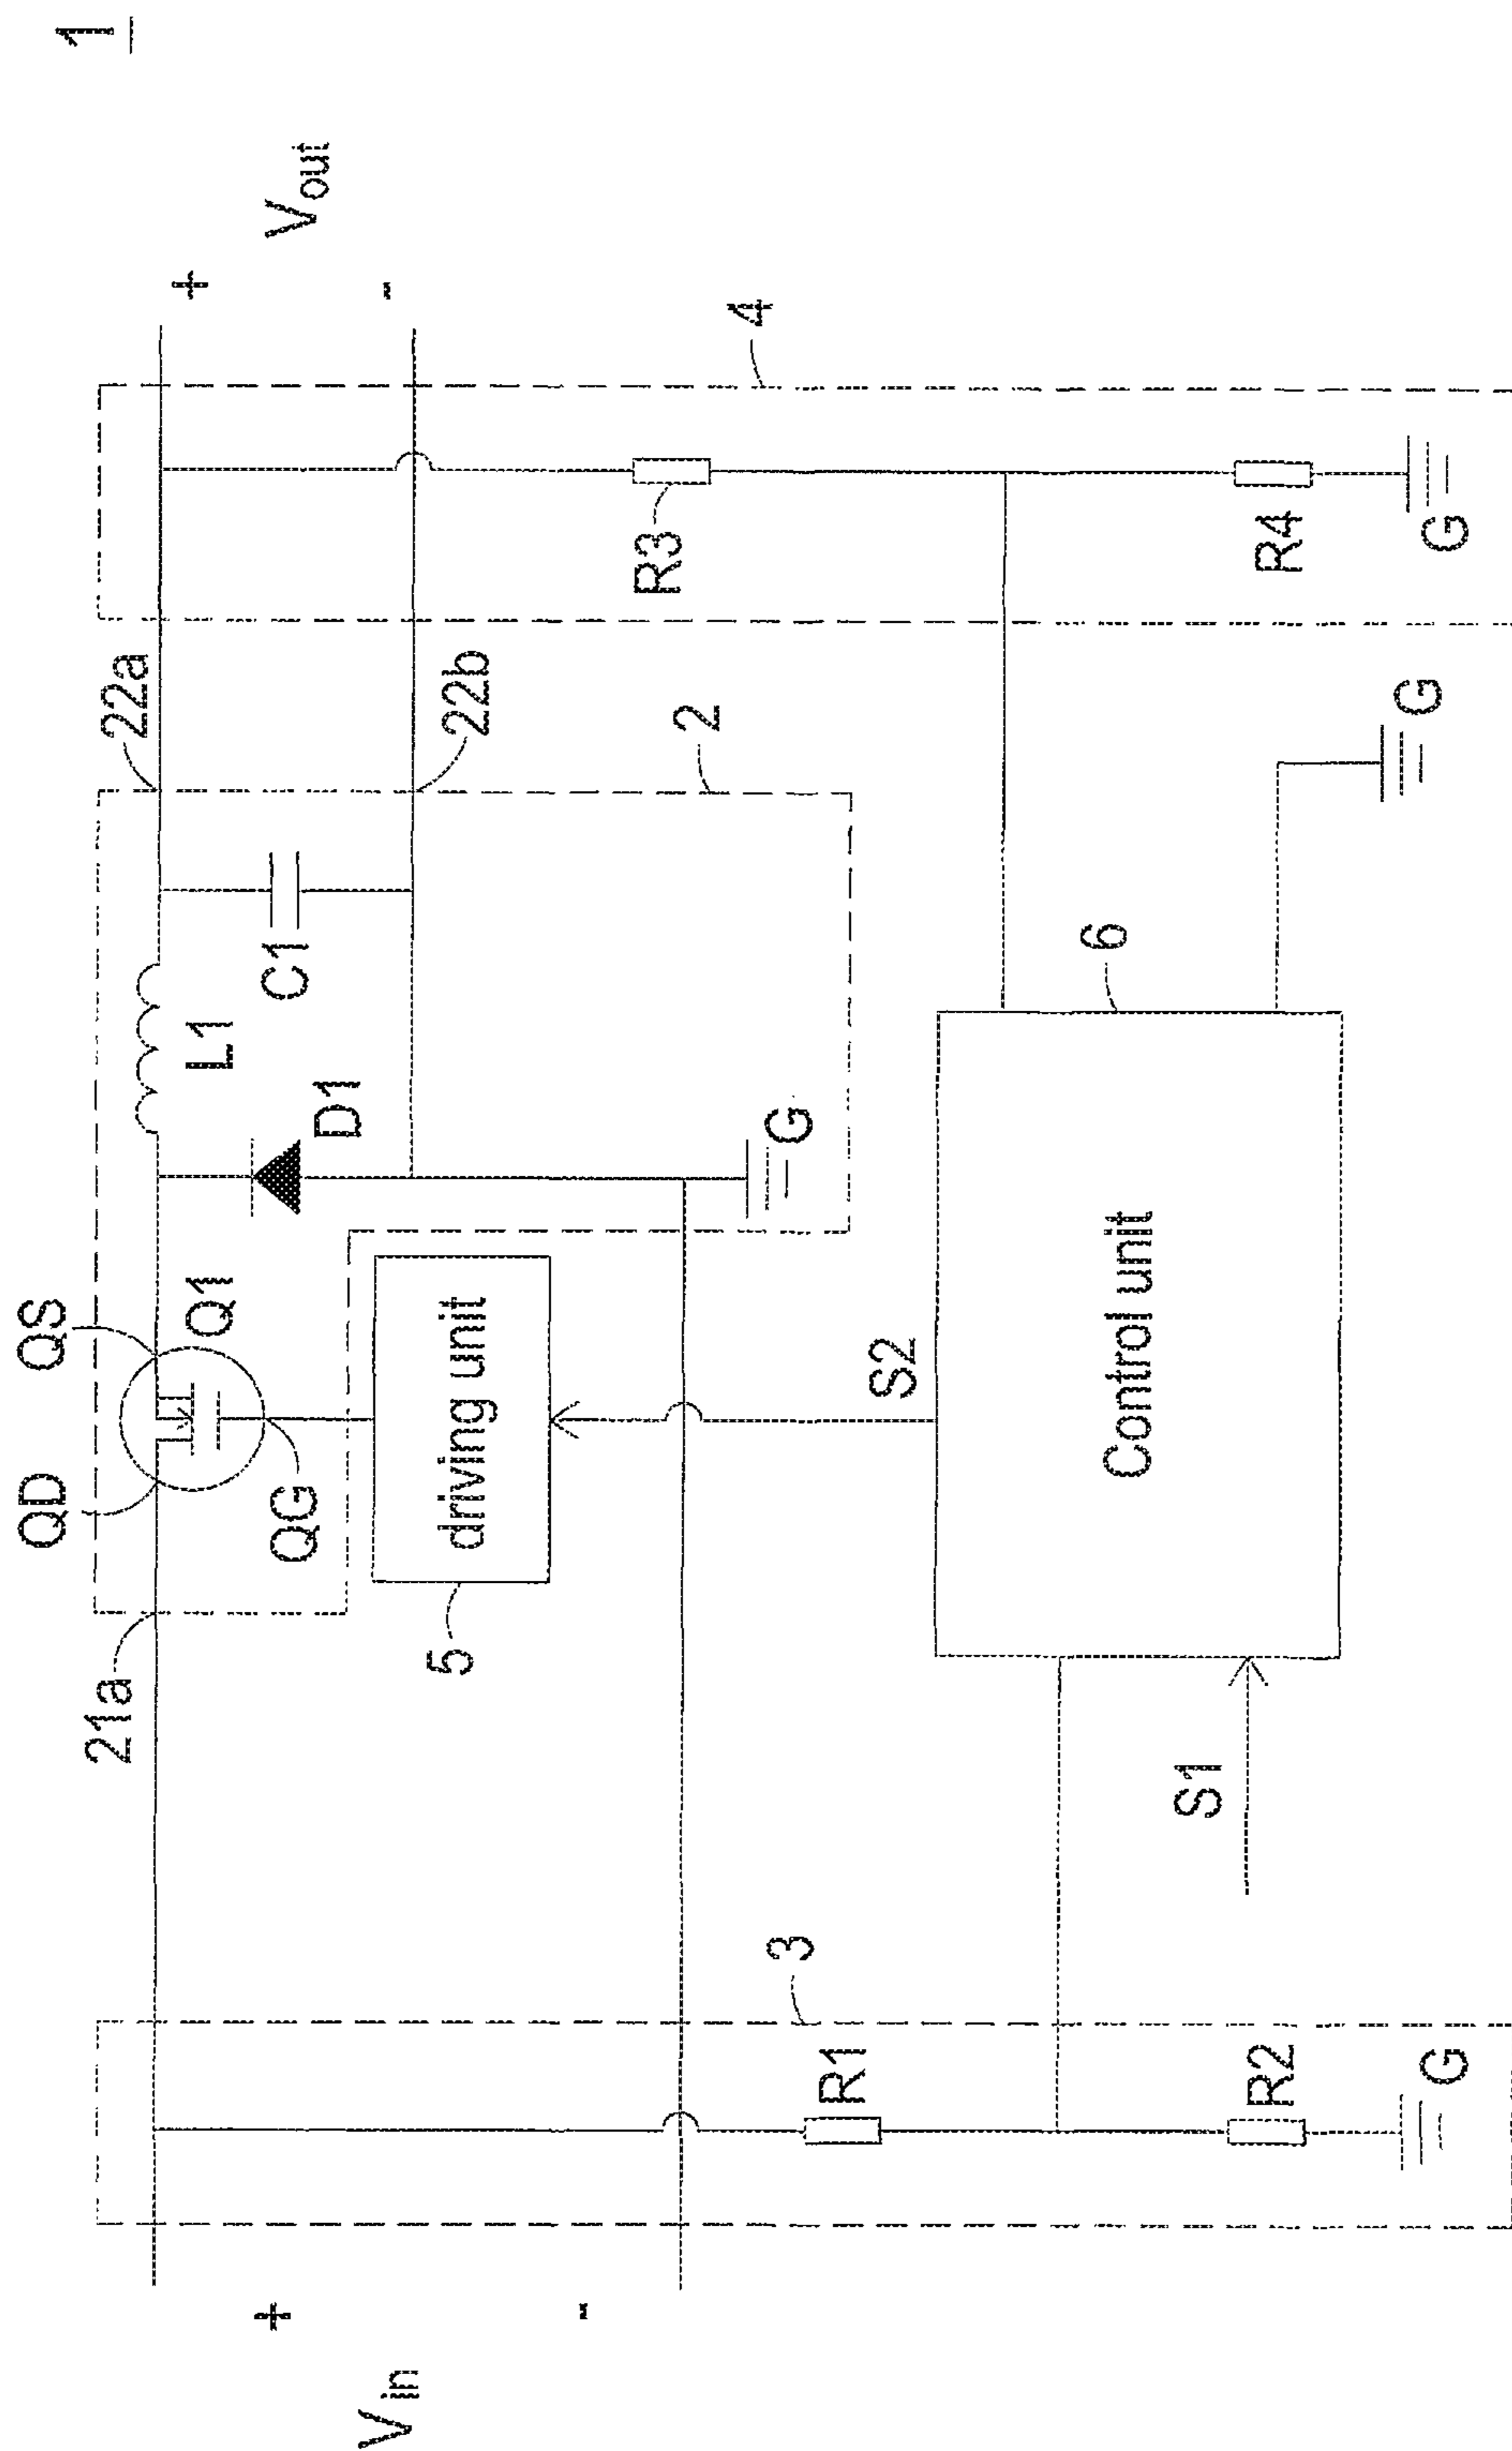 1
QD
QS
21a
Q1
L1
22a
+
Vout
QG
D1
C1
22b
-
+
Vin
-
5
driving unit
G
2
R3
4
3
R1
S2
6
Control unit
S1
R2
G
G
R4
G